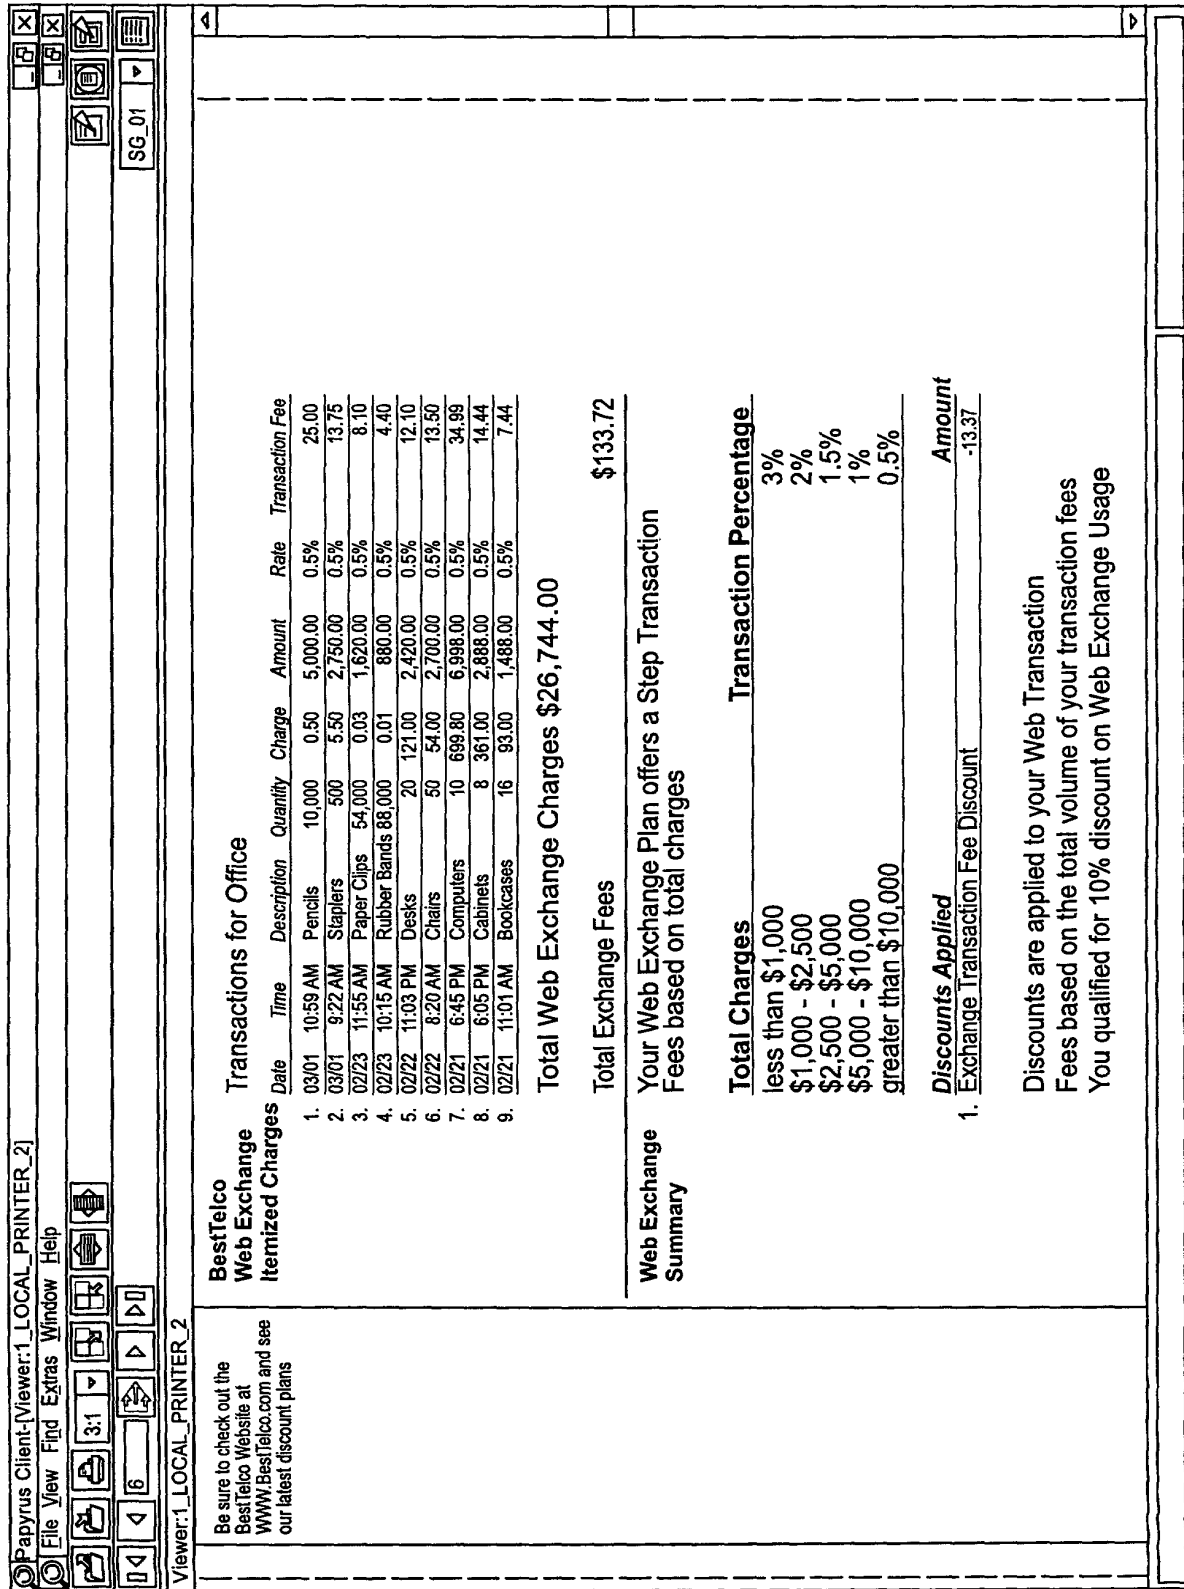 Papyrus Client-[Viewer:1_LOCAL_PRINTER_2]
File View Find Extras Window Help
3:1
6
SG_01
Viewer:1_LOCAL_PRINTER_2
Be sure to check out the
BestTelco Website at
WWW.BestTelco.com and see
our latest discount plans
BestTelco
Web Exchange
Itemized Charges
Transactions for Office
Date Time Description Quantity Charge Amount Rate Transaction Fee
1. 03/01 10:59 AM Pencils 10,000 0.50 5,000.00 0.5% 25.00
2. 03/01 9:22 AM Staplers 500 5.50 2,750.00 0.5% 13.75
3. 02/23 11:55 AM Paper Clips 54,000 0.03 1,620.00 0.5% 8.10
4. 02/23 10:15 AM Rubber Bands 88,000 0.01 880.00 0.5% 4.40
5. 02/22 11:03 PM Desks 20 121.00 2,420.00 0.5% 12.10
6. 02/22 8:20 AM Chairs 50 54.00 2,700.00 0.5% 13.50
7. 02/21 6:45 PM Computers 10 699.80 6,998.00 0.5% 34.99
8. 02/21 6:05 PM Cabinets 8 361.00 2,888.00 0.5% 14.44
9. 02/21 11:01 AM Bookcases 16 93.00 1,488.00 0.5% 7.44
Total Web Exchange Charges $26,744.00
Total Exchange Fees $133.72
Web Exchange
Summary
Your Web Exchange Plan offers a Step Transaction
Fees based on total charges
Total Charges Transaction Percentage
less than $1,000 3%
$1,000 - $2,500 2%
$2,500 - $5,000 1.5%
$5,000 - $10,000 1%
greater than $10,000 0.5%
Discounts Applied Amount
1. Exchange Transaction Fee Discount -13.37
Discounts are applied to your Web Transaction
Fees based on the total volume of your transaction fees
You qualified for 10% discount on Web Exchange Usage